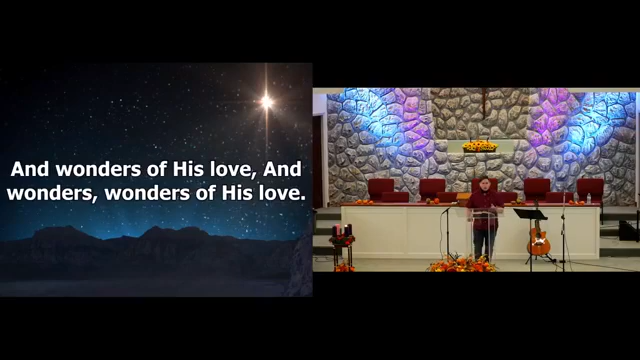 And wonders of His love, And
wonders, wonders of His love.